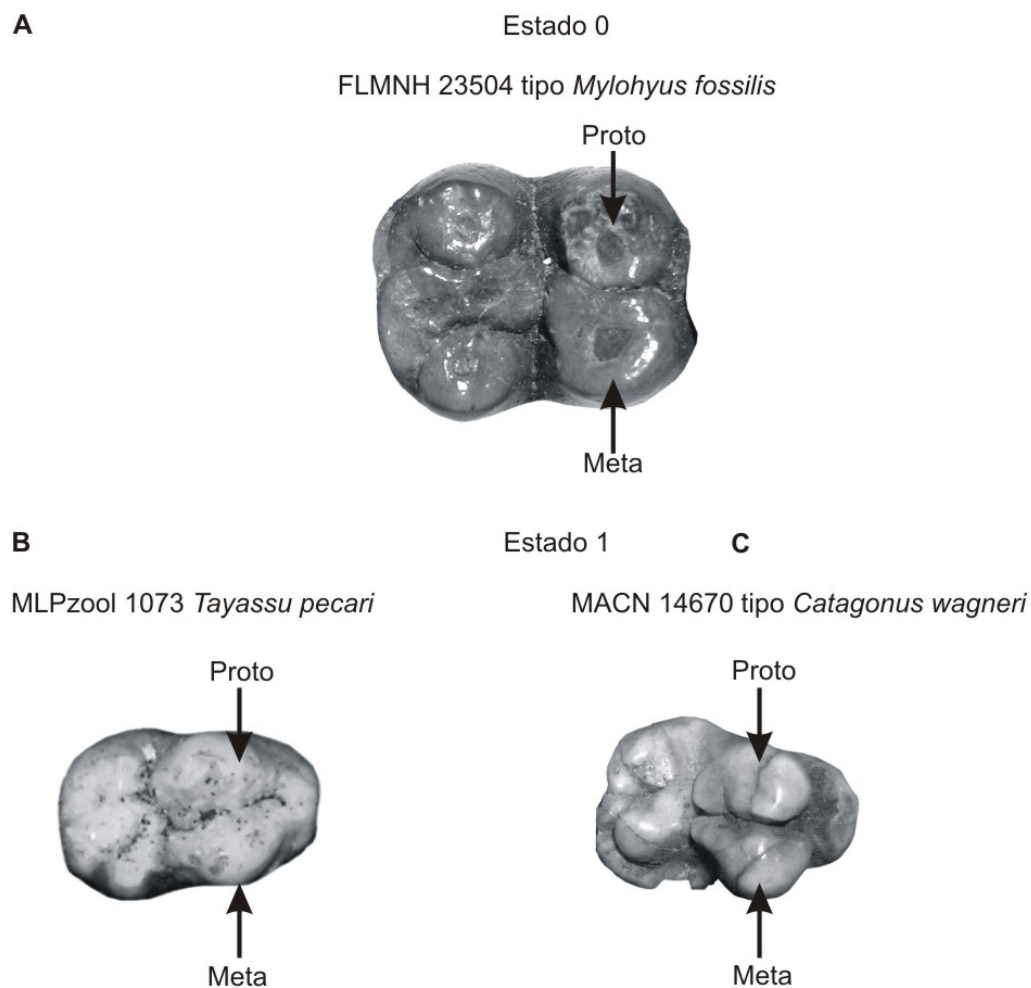 A
Estado 0
FLMNH 23504 tipo Mylohyus fossilis
Proto
Meta
B
Estado 1
C
MLPzool 1073 Tayassu pecari
MACN 14670 tipo Catagonus wagneri
Proto
Proto
Meta
Meta